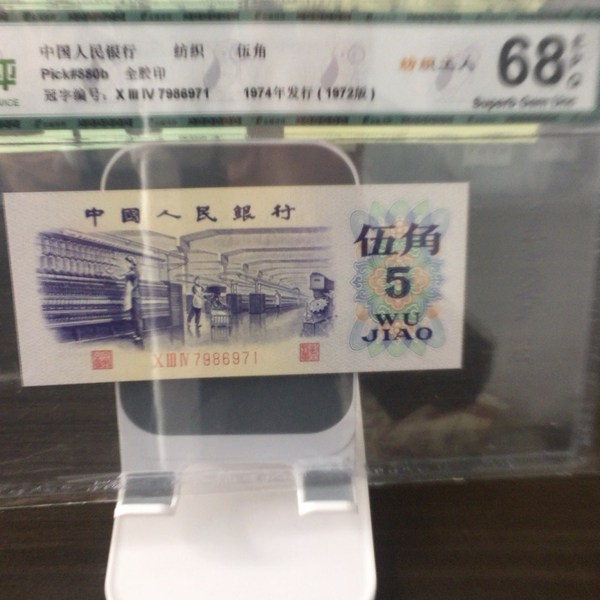 中国人民银行 纺织 伍角
Pick#880b 全胶印
冠字编号：X III IV 7986971 1974年发行（1972版）
纺织工人
68
Superb Gem Unc
中國人民銀行
伍角
5
WU
JIAO
X III IV 7986971